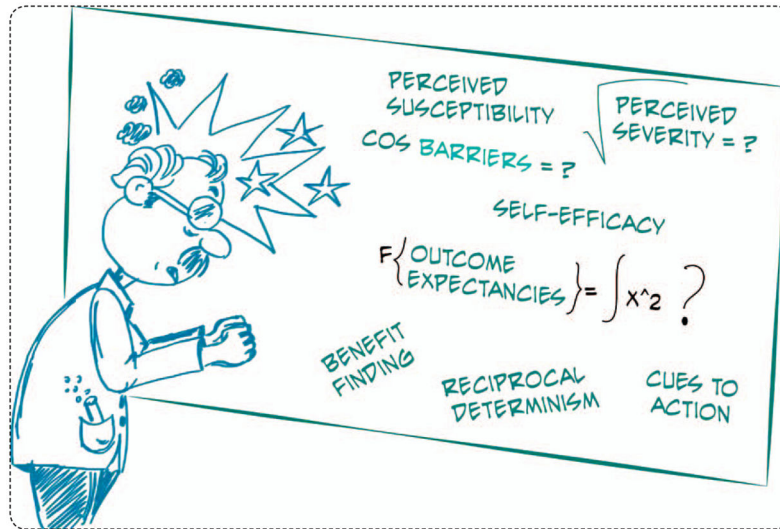 PERCEIVED
SUSCEPTIBILITY
PERCEIVED
SEVERITY = ?
COS BARRIERS = ?
SELF-EFFICACY
F{OUTCOME
EXPECTANCIES}= ∫x^2 ?
BENEFIT
FINDING
RECIPROCAL
DETERMINISM
CUES TO
ACTION